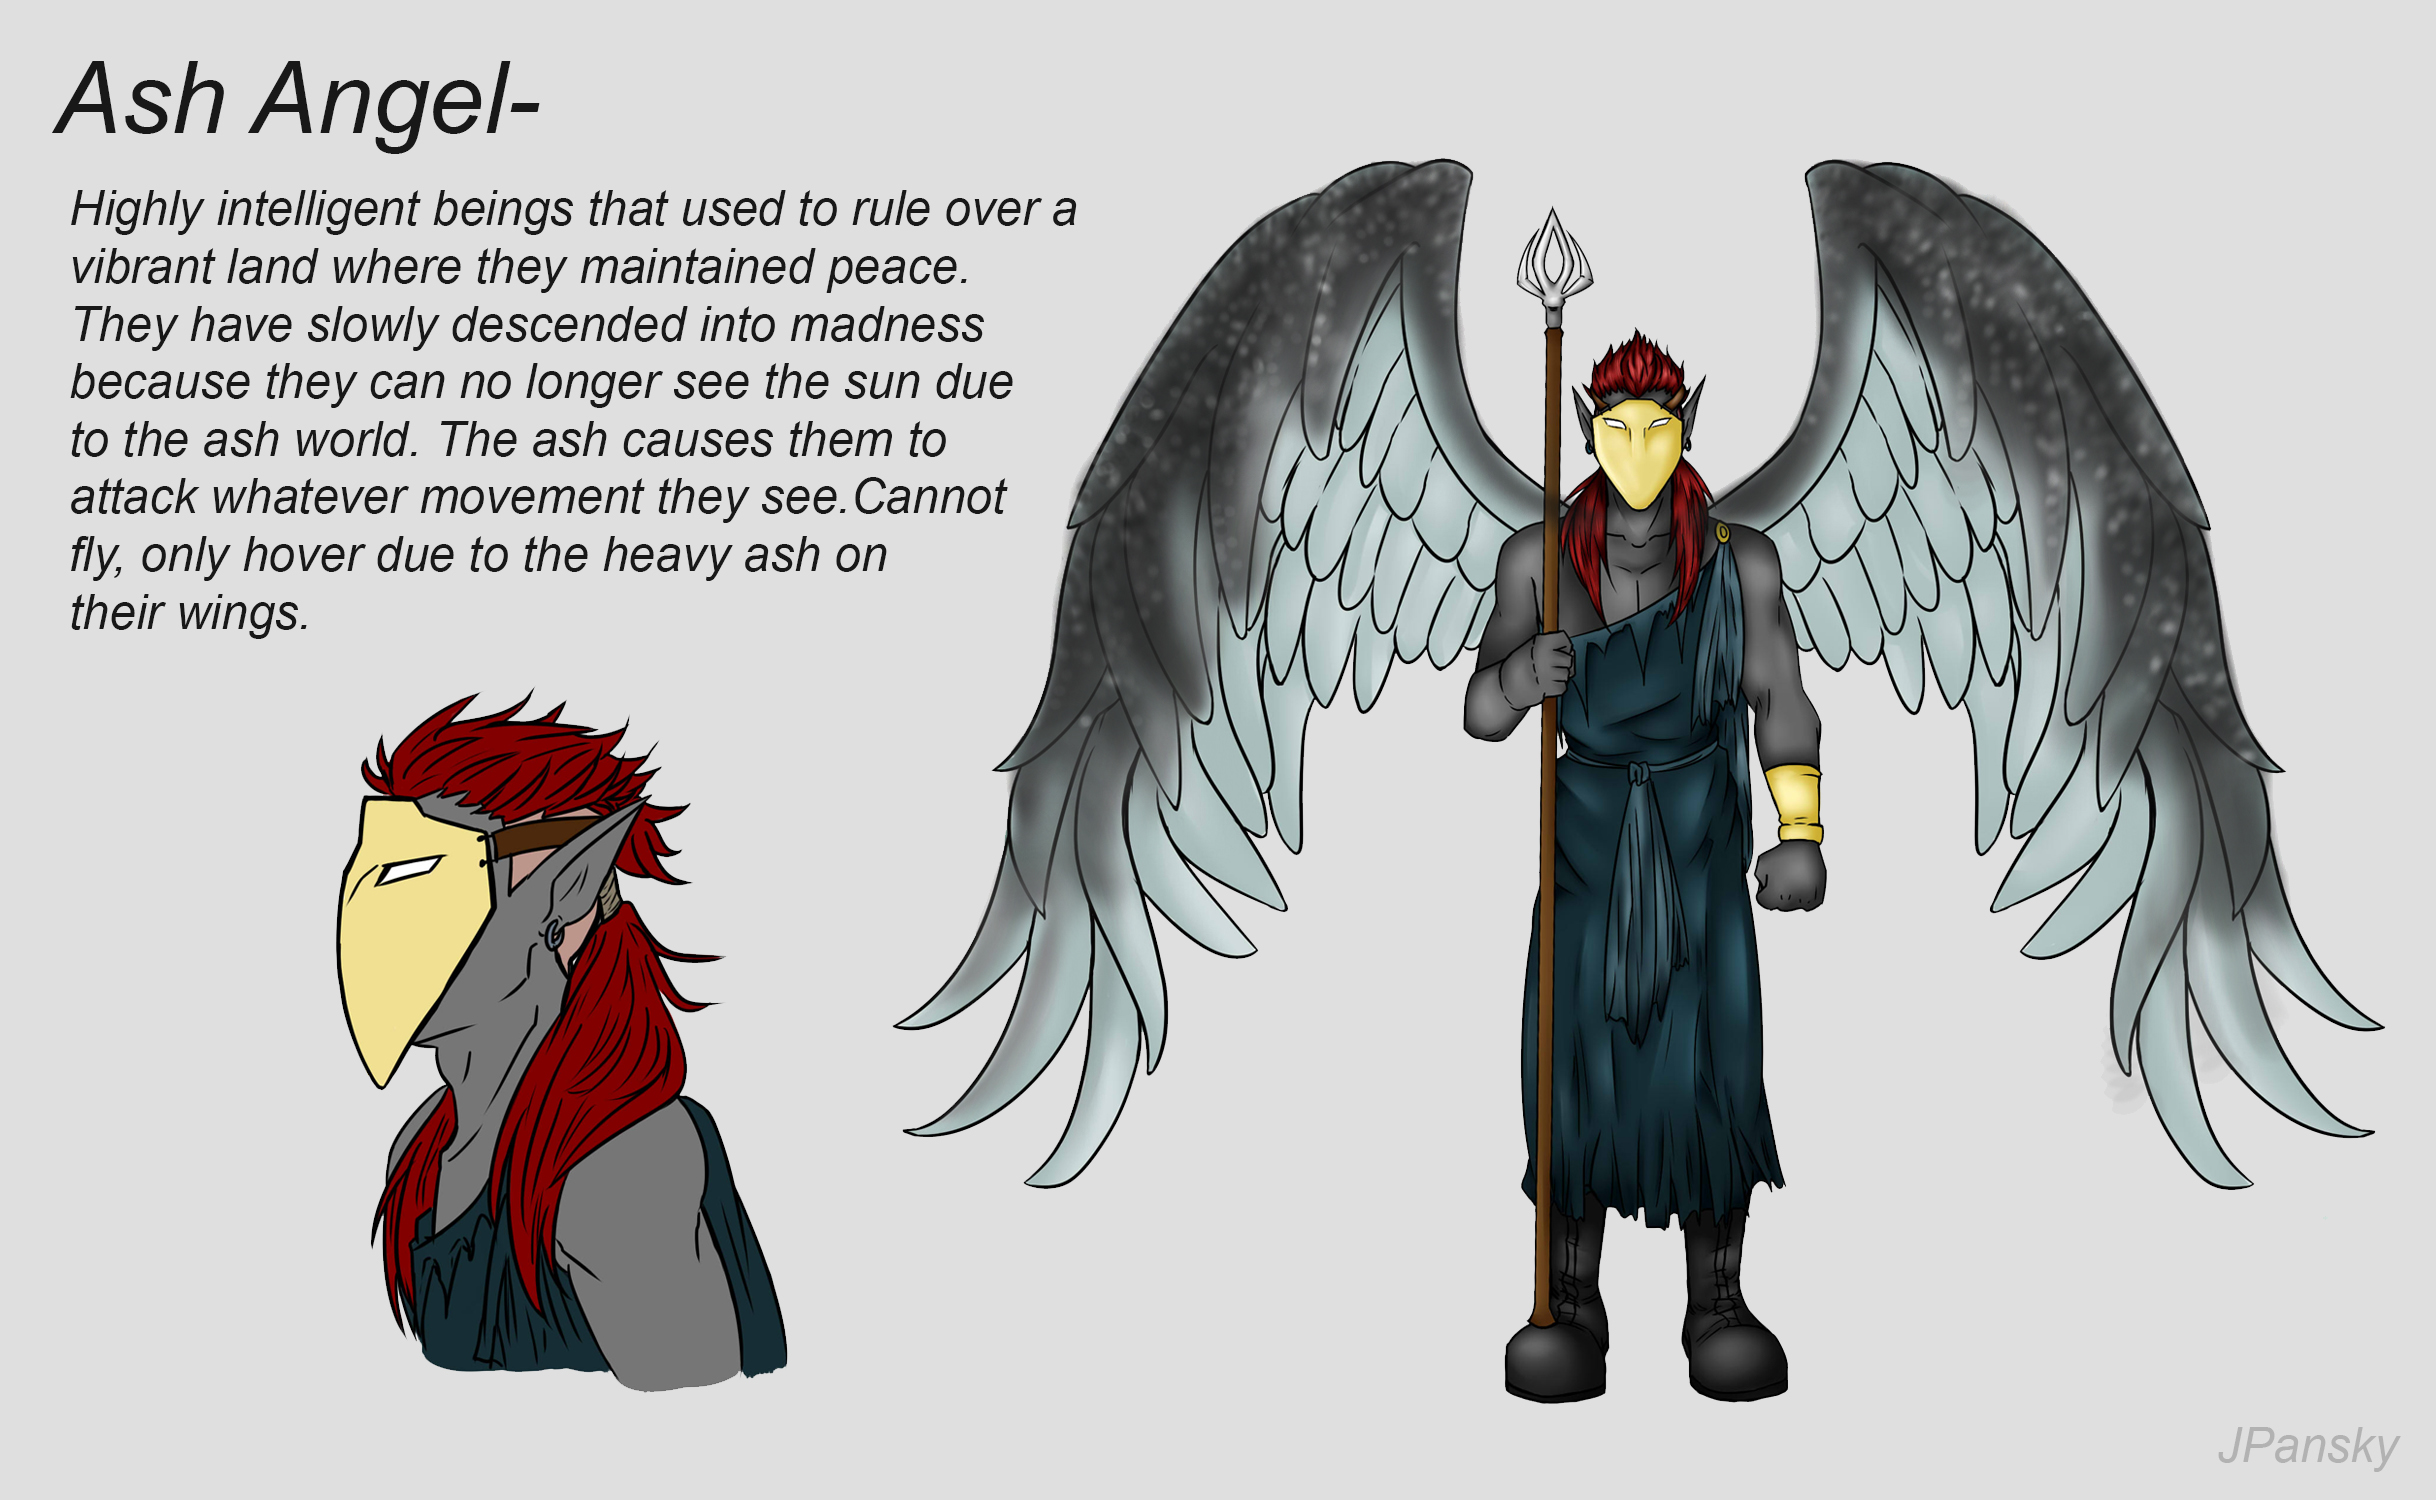 Ash Angel-
Highly intelligent beings that used to rule over a
vibrant land where they maintained peace.
They have slowly descended into madness
because they can no longer see the sun due
to the ash world. The ash causes them to
attack whatever movement they see.Cannot
fly, only hover due to the heavy ash on
their wings.
JPansky